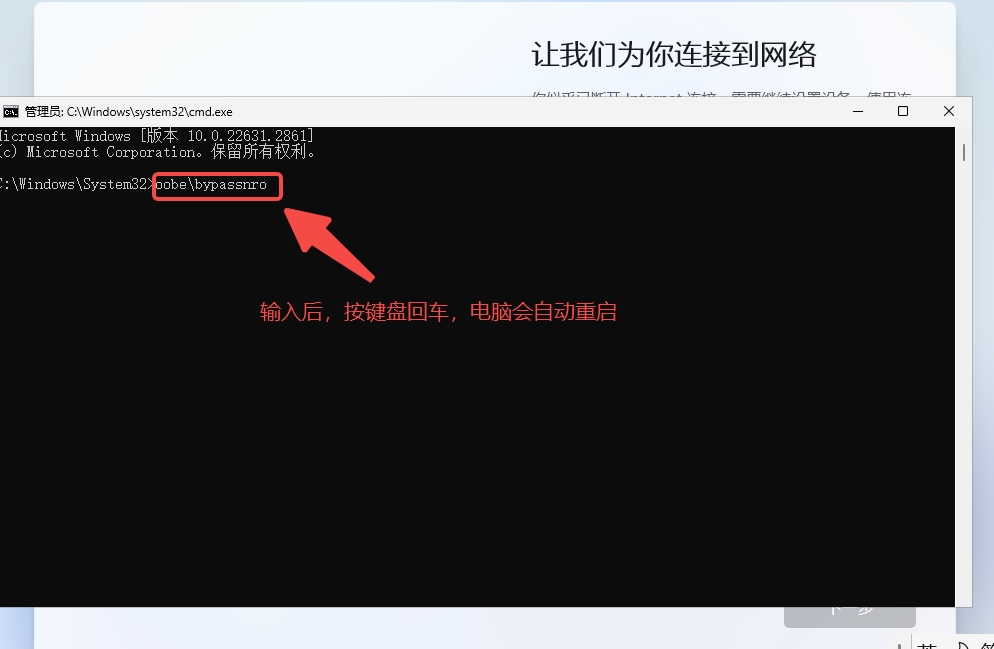 让我们为你连接到网络
你似乎已断开 Internet 连接。需要继续设置设备，使用连
管理员: C:\Windows\system32\cmd.exe
Microsoft Windows [版本 10.0.22631.2861]
(c) Microsoft Corporation。保留所有权利。
C:\Windows\System32>oobe\bypassnro
输入后，按键盘回车，电脑会自动重启
下一步
英